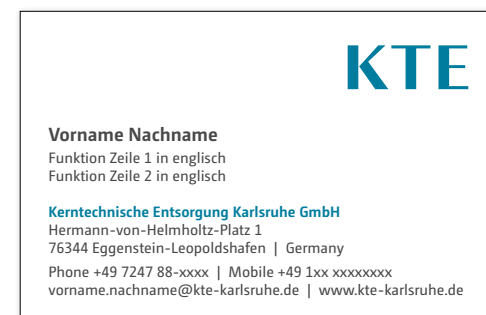 KTE
Vorname Nachname
Funktion Zeile 1 in englisch
Funktion Zeile 2 in englisch
Kerntechnische Entsorgung Karlsruhe GmbH
Hermann-von-Helmholtz-Platz 1
76344 Eggenstein-Leopoldshafen | Germany
Phone +49 7247 88-xxxx | Mobile +49 1xx xxxxxxxx
vorname.nachname@kte-karlsruhe.de | www.kte-karlsruhe.de